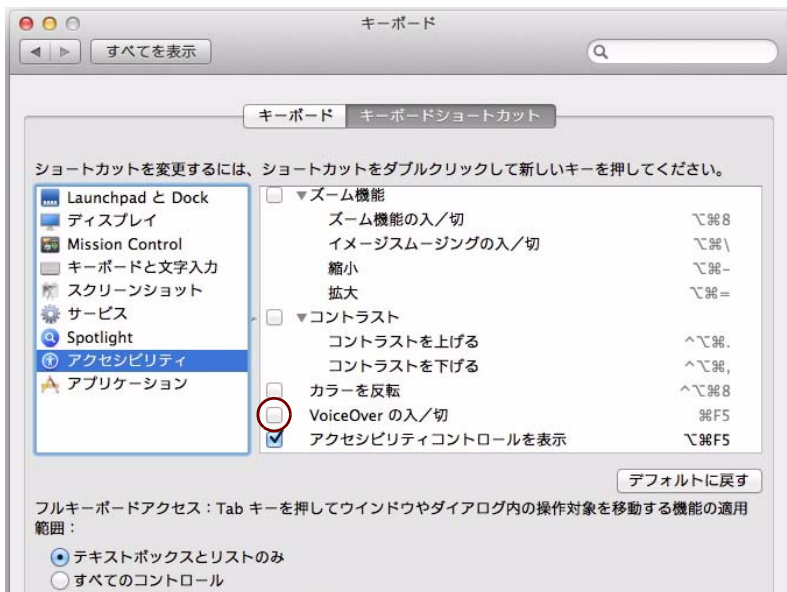 キーボード
すべてを表示
キーボード キーボードショートカット
ショートカットを変更するには、ショートカットをダブルクリックして新しいキーを押してください。
Launchpad と Dock
ディスプレイ
Mission Control
キーボードと文字入力
スクリーンショット
サービス
Spotlight
アクセシビリティ
アプリケーション
▼ズーム機能
ズーム機能の入／切 ⌥⌘8
イメージスムージングの入／切 ⌥⌘\
縮小 ⌥⌘-
拡大 ⌥⌘=
▼コントラスト
コントラストを上げる ^⌥⌘.
コントラストを下げる ^⌥⌘,
カラーを反転 ^⌥⌘8
VoiceOver の入／切 ⌘F5
アクセシビリティコントロールを表示 ⌥⌘F5
デフォルトに戻す
フルキーボードアクセス：Tab キーを押してウインドウやダイアログ内の操作対象を移動する機能の適用
範囲：
テキストボックスとリストのみ
すべてのコントロール